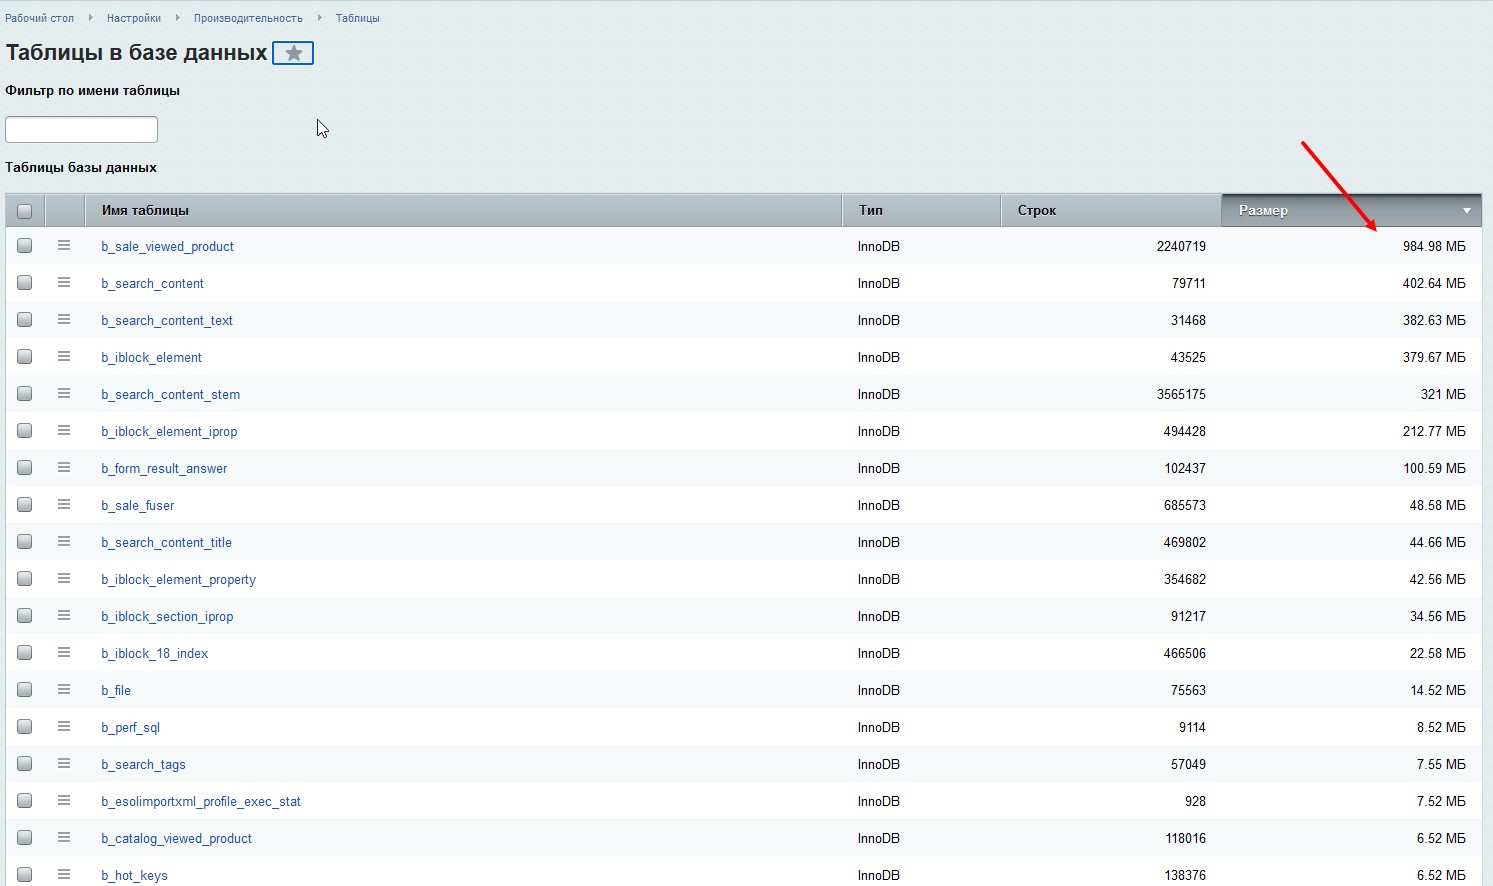 Рабочий стол Настройки Производительность Таблицы
Таблицы в базе данных
Фильтр по имени таблицы
Таблицы базы данных
Имя таблицы Тип Строк Размер
b_sale_viewed_product InnoDB 2240719 984.98 МБ
b_search_content InnoDB 79711 402.64 МБ
b_search_content_text InnoDB 31468 382.63 МБ
b_iblock_element InnoDB 43525 379.67 МБ
b_search_content_stem InnoDB 3565175 321 МБ
b_iblock_element_iprop InnoDB 494428 212.77 МБ
b_form_result_answer InnoDB 102437 100.59 МБ
b_sale_fuser InnoDB 685573 48.58 МБ
b_search_content_title InnoDB 469802 44.66 МБ
b_iblock_element_property InnoDB 354682 42.56 МБ
b_iblock_section_iprop InnoDB 91217 34.56 МБ
b_iblock_18_index InnoDB 466506 22.58 МБ
b_file InnoDB 75563 14.52 МБ
b_perf_sql InnoDB 9114 8.52 МБ
b_search_tags InnoDB 57049 7.55 МБ
b_esolimportxml_profile_exec_stat InnoDB 928 7.52 МБ
b_catalog_viewed_product InnoDB 118016 6.52 МБ
b_hot_keys InnoDB 138376 6.52 МБ